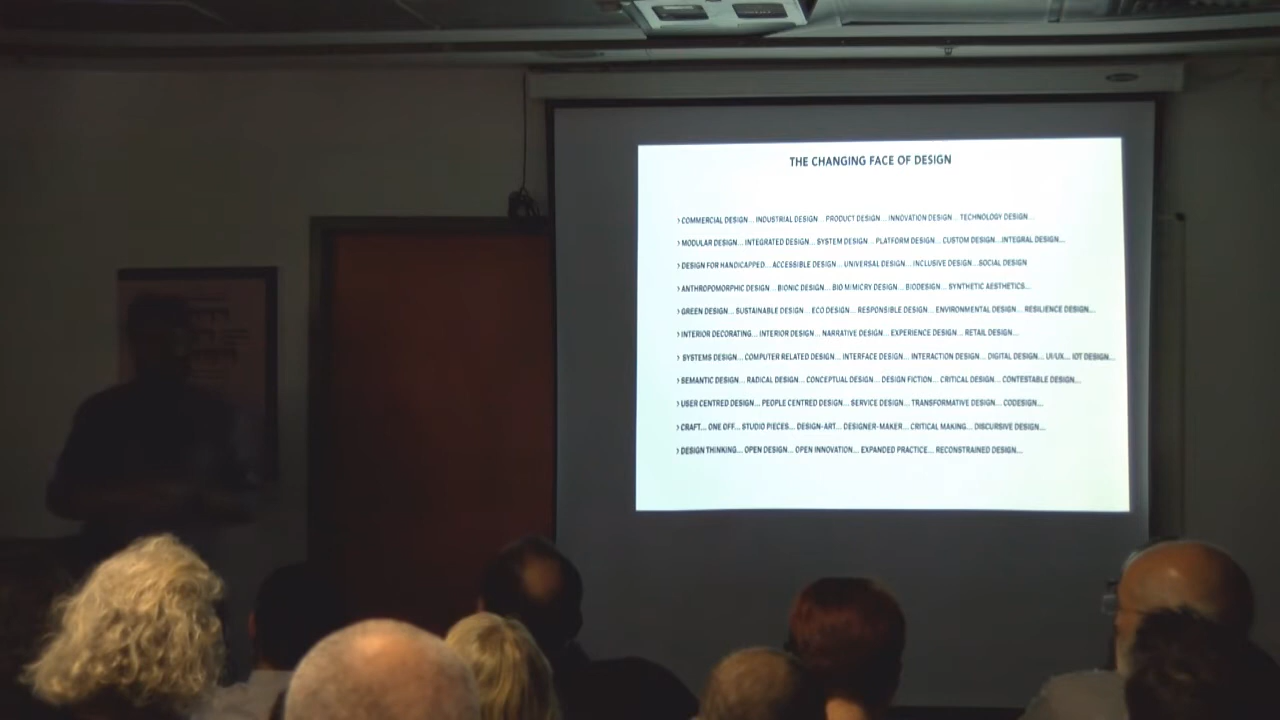 THE CHANGING FACE OF DESIGN
› COMMERCIAL DESIGN... INDUSTRIAL DESIGN... PRODUCT DESIGN... INNOVATION DESIGN... TECHNOLOGY DESIGN...
› MODULAR DESIGN... INTEGRATED DESIGN... SYSTEM DESIGN... PLATFORM DESIGN... CUSTOM DESIGN...INTEGRAL DESIGN...
› DESIGN FOR HANDICAPPED... ACCESSIBLE DESIGN... UNIVERSAL DESIGN... INCLUSIVE DESIGN...SOCIAL DESIGN
› ANTHROPOMORPHIC DESIGN... BIONIC DESIGN... BIO MIMICRY DESIGN... BIODESIGN... SYNTHETIC AESTHETICS...
› GREEN DESIGN... SUSTAINABLE DESIGN... ECO DESIGN... RESPONSIBLE DESIGN... ENVIRONMENTAL DESIGN... RESILIENCE DESIGN...
› INTERIOR DECORATING... INTERIOR DESIGN... NARRATIVE DESIGN... EXPERIENCE DESIGN... RETAIL DESIGN...
› SYSTEMS DESIGN... COMPUTER RELATED DESIGN... INTERFACE DESIGN... INTERACTION DESIGN... DIGITAL DESIGN... UI/UX... IOT DESIGN...
› SEMANTIC DESIGN... RADICAL DESIGN... CONCEPTUAL DESIGN... DESIGN FICTION... CRITICAL DESIGN... CONTESTABLE DESIGN...
› USER CENTRED DESIGN... PEOPLE CENTRED DESIGN... SERVICE DESIGN... TRANSFORMATIVE DESIGN... CODESIGN...
› CRAFT... ONE OFF... STUDIO PIECES... DESIGN-ART... DESIGNER-MAKER... CRITICAL MAKING... DISCURSIVE DESIGN...
› DESIGN THINKING... OPEN DESIGN... OPEN INNOVATION... EXPANDED PRACTICE... RECONSTRAINED DESIGN...